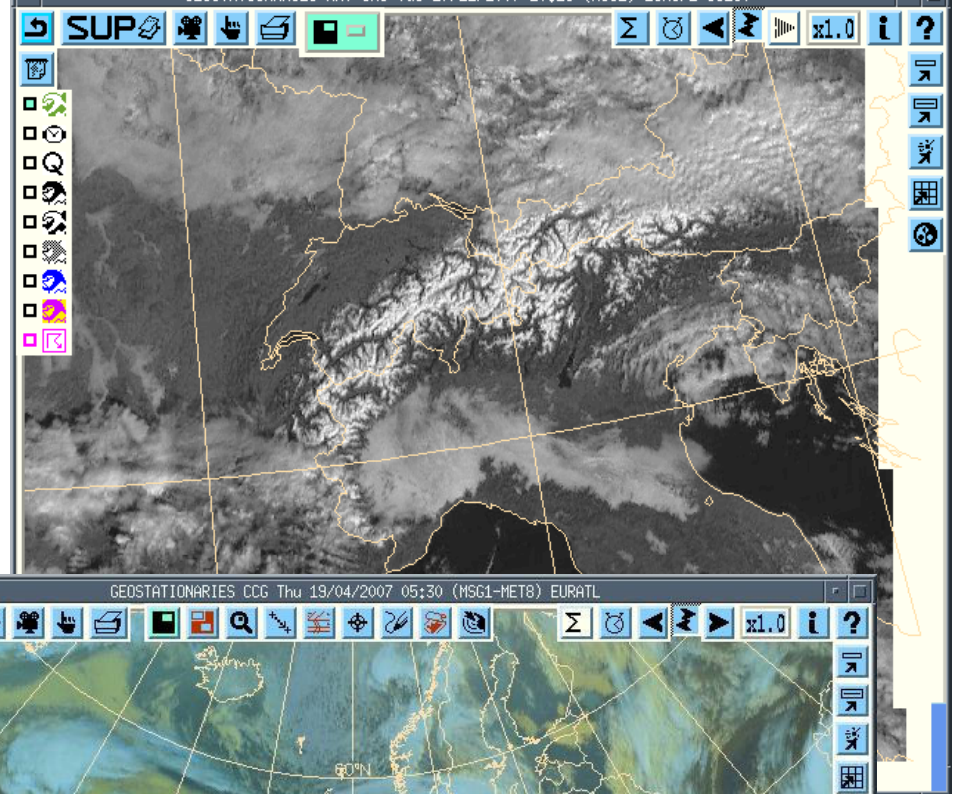 SUP
x1.0
i
?
Q
GEOSTATIONARIES CCG Thu 19/04/2007 05:30 (MSG1-MET8) EURATL
Σ
x1.0
i
?
60°N